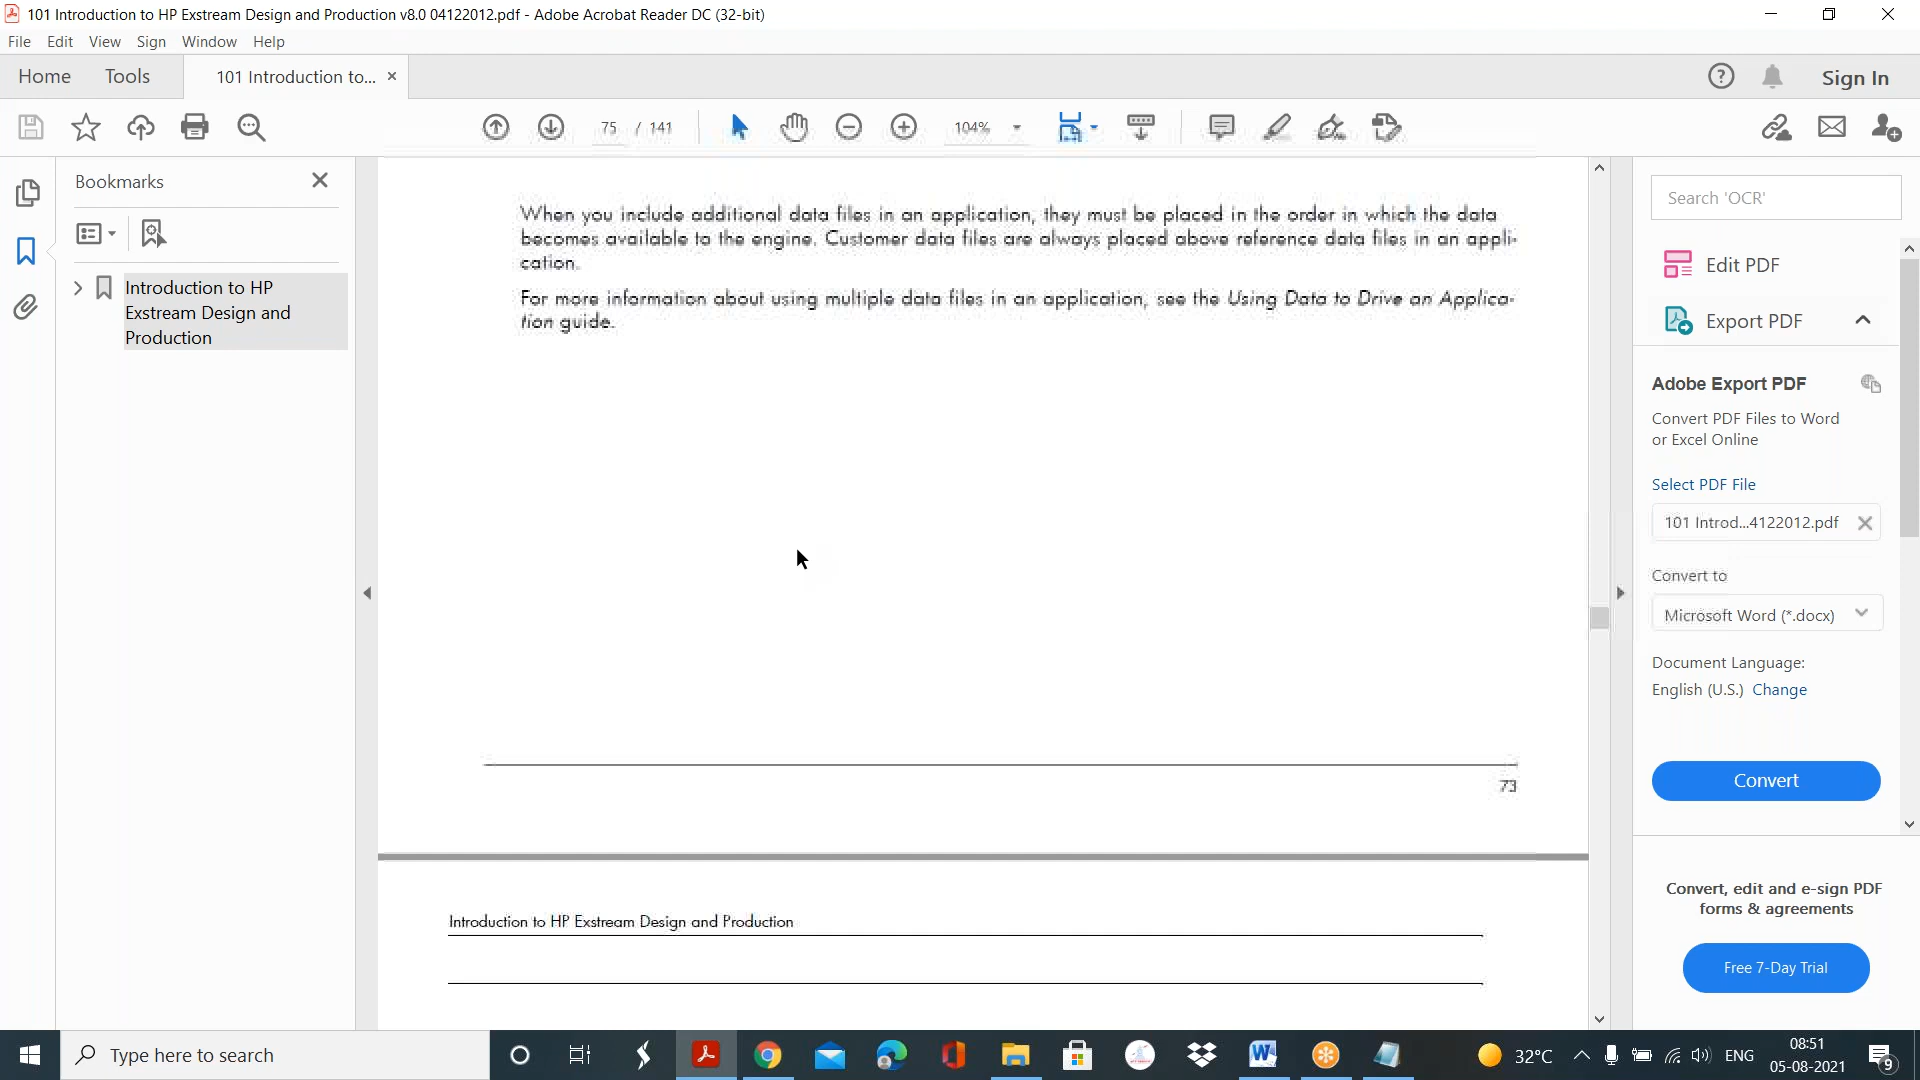 101 Introduction to HP Exstream Design and Production v8.0 04122012.pdf - Adobe Acrobat Reader DC (32-bit)
File Edit View Sign Window Help
Home Tools 101 Introduction to... Sign In
75 / 141 104%
Bookmarks
Introduction to HP
Exstream Design and
Production
When you include additional data files in an application, they must be placed in the order in which the data
becomes available to the engine. Customer data files are always placed above reference data files in an appli-
cation.
For more information about using multiple data files in an application, see the Using Data to Drive an Applica-
tion guide.
73
Introduction to HP Exstream Design and Production
Search 'OCR'
Edit PDF
Export PDF
Adobe Export PDF
Convert PDF Files to Word
or Excel Online
Select PDF File
101 Introd...4122012.pdf
Convert to
Microsoft Word (*.docx)
Document Language:
English (U.S.) Change
Convert
Convert, edit and e-sign PDF
forms & agreements
Free 7-Day Trial
Type here to search
32°C ENG
08:51
05-08-2021
9